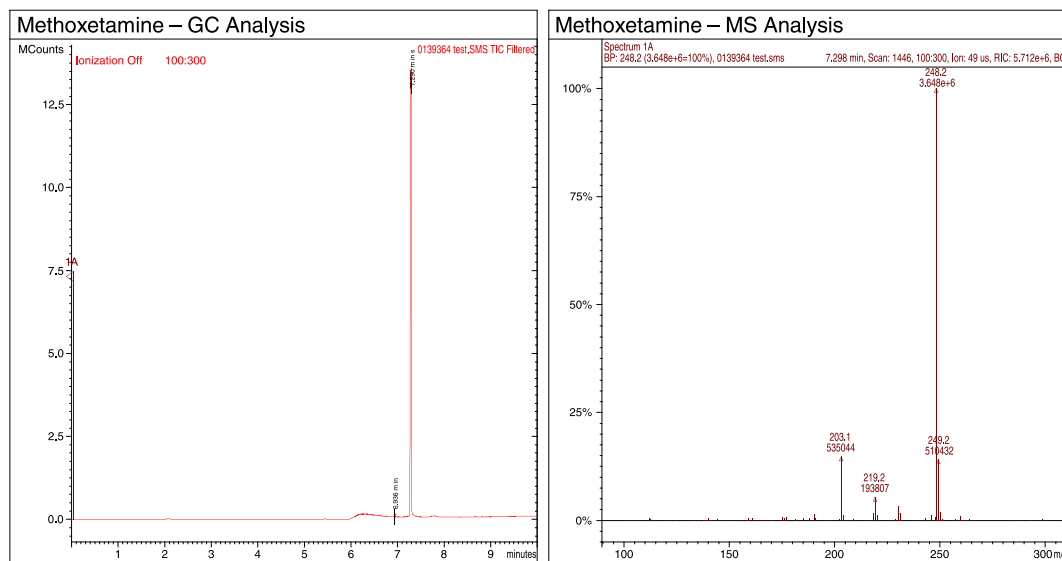 Methoxetamine – GC Analysis
MCounts
0139364 test,SMS TIC Filtered
Ionization Off 100:300
12.5
10.0
7.5
5.0
2.5
0.0
1A
6.936 min
1 2 3 4 5 6 7 8 9 minutes
Methoxetamine – MS Analysis
Spectrum 1A
BP: 248.2 (3.648e+6=100%), 0139364 test.sms 7.298 min, Scan: 1446, 100:300, Ion: 49 us, RIC: 5.712e+6, BC
248.2
3.648e+6
100%
75%
50%
25%
0%
203.1
535044
219.2
193807
249.2
510432
100 150 200 250 300 m